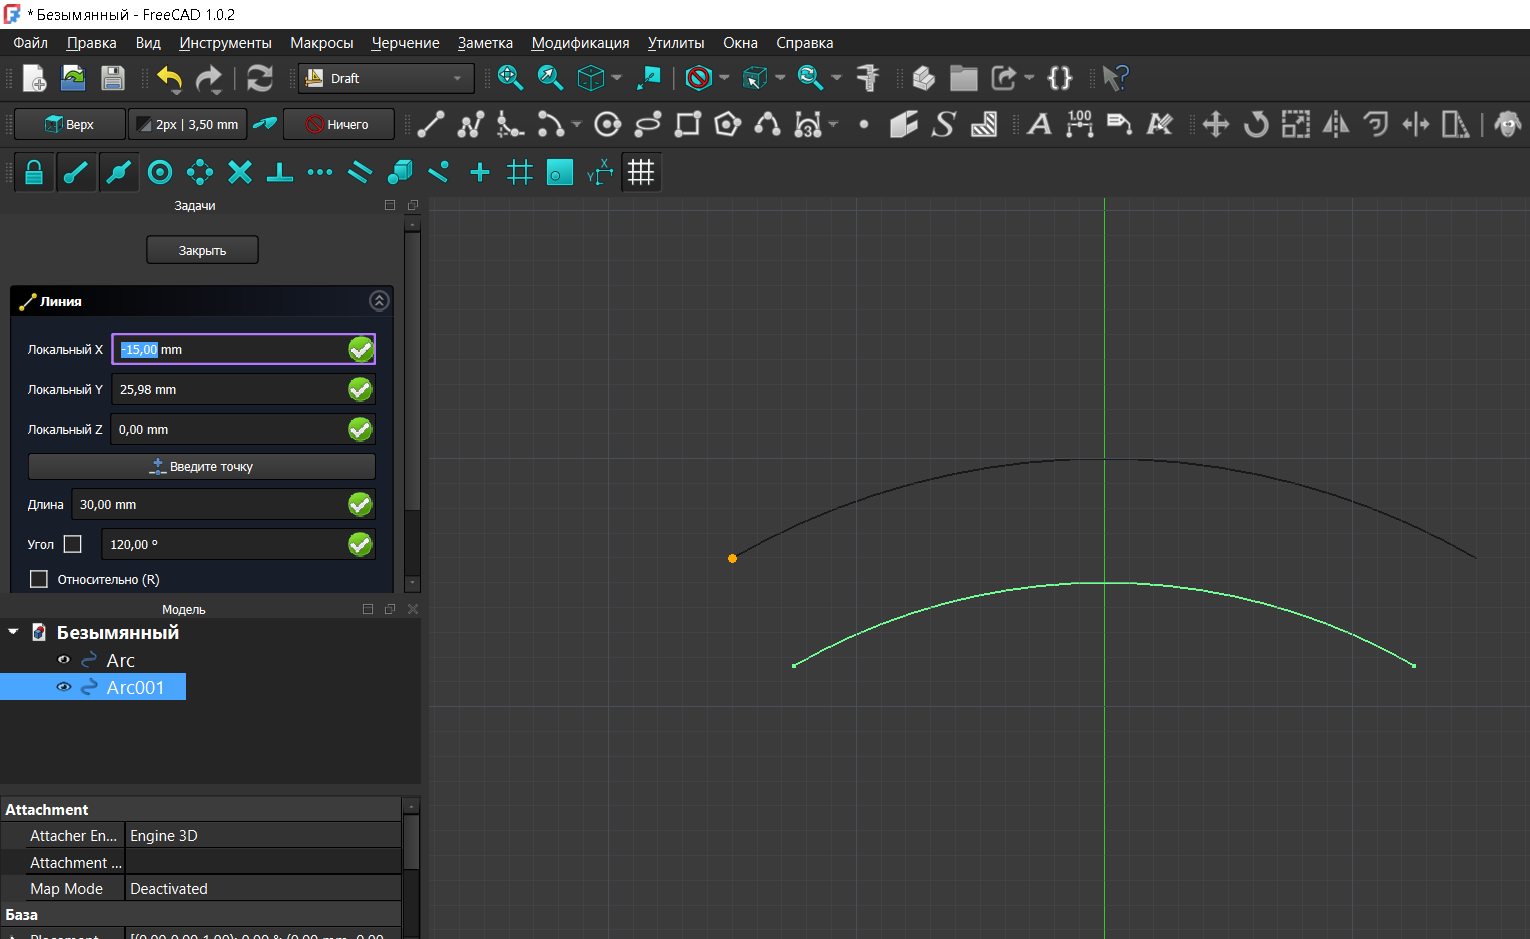 * Безымянный - FreeCAD 1.0.2
Файл Правка Вид Инструменты Макросы Черчение Заметка Модификация Утилиты Окна Справка
Draft
Верх 2px | 3,50 mm Ничего
1.00
Задачи
Закрыть
Линия
Локальный X -15,00 mm
Локальный Y 25,98 mm
Локальный Z 0,00 mm
Введите точку
Длина 30,00 mm
Угол 120,00 °
Относительно (R)
Модель
Безымянный
Arc
Arc001
Attachment
Attacher En... Engine 3D
Attachment ...
Map Mode Deactivated
База